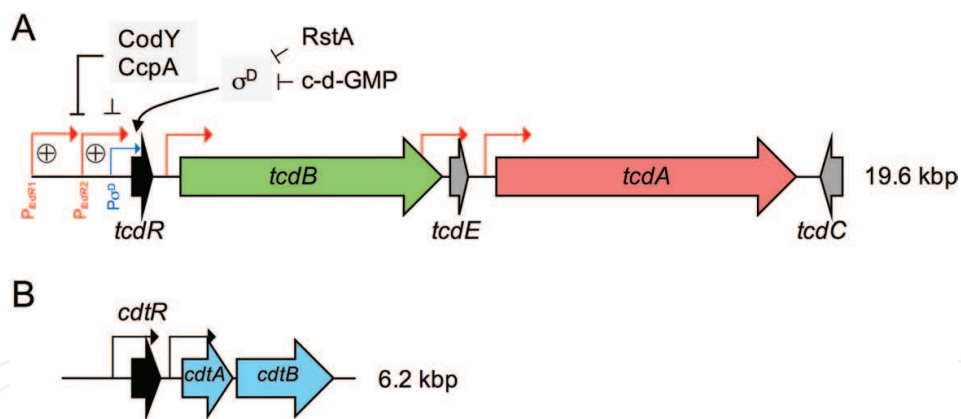 A
CodY
CcpA
RstA
σD
c-d-GMP
PtcdR1
PtcdR2
PσD
tcdR
tcdB
tcdE
tcdA
tcdC
19.6 kbp
B
cdtR
cdtA
cdtB
6.2 kbp